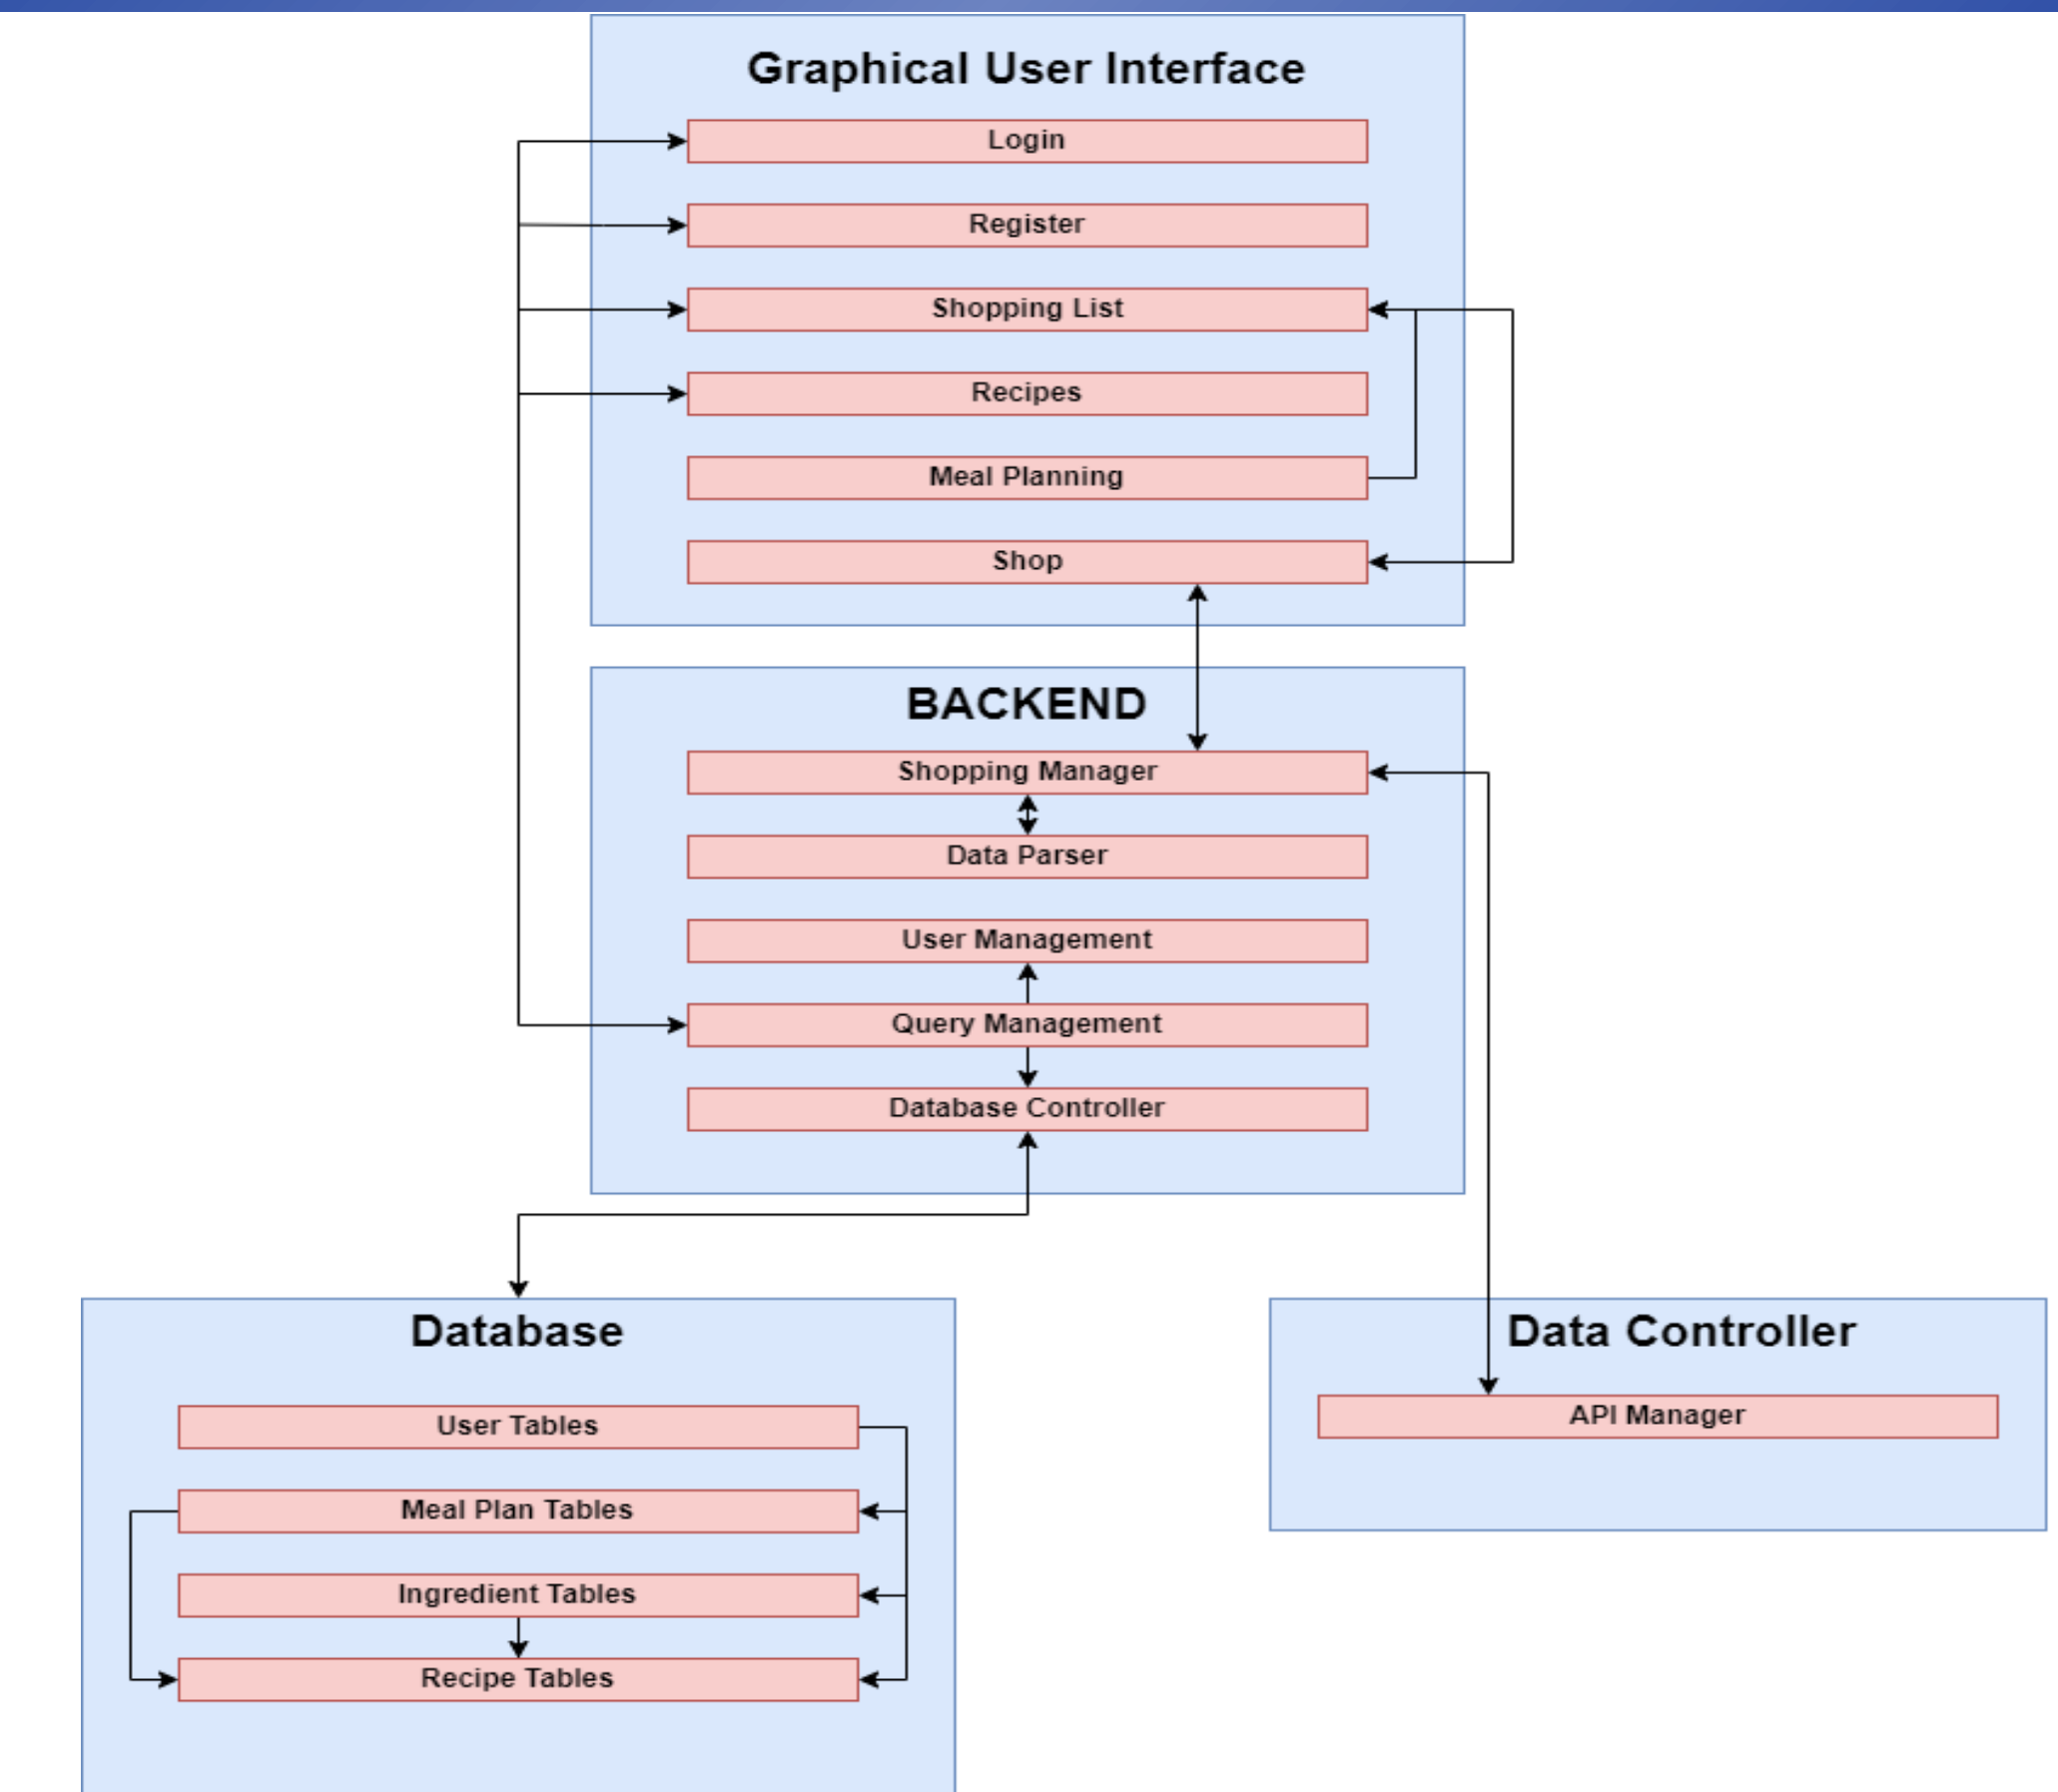 Graphical User Interface
Login
Register
Shopping List
Recipes
Meal Planning
Shop
BACKEND
Shopping Manager
Data Parser
User Management
Query Management
Database Controller
Database
User Tables
Meal Plan Tables
Ingredient Tables
Recipe Tables
Data Controller
API Manager